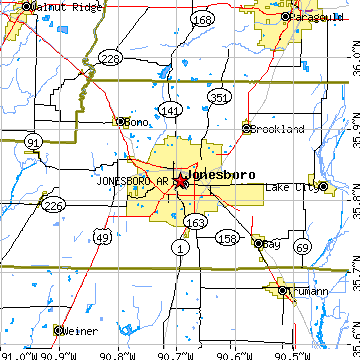 Walnut Ridge
Paragould
168
36.0°N
228
351
141
Bono
Brookland
35.9°N
91
JONESBORO AR
Jonesboro
Lake City
35.8°N
226
163
49
158
1
Bay
69
35.7°N
Trumann
Weiner
35.6°N
91.0°W
90.9°W
90.8°W
90.7°W
90.6°W
90.5°W